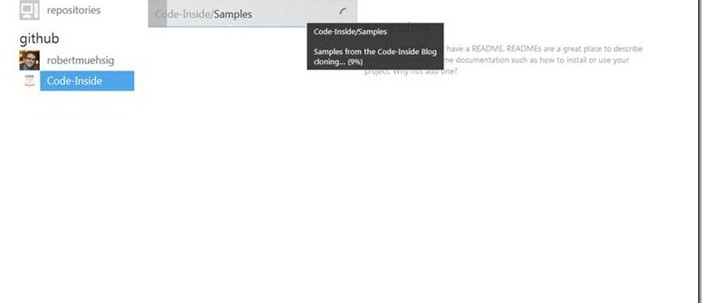 repositories
Code-Inside/Samples
github
Code-Inside/Samples
robertmuehsig
Samples from the Code-Inside Blog
cloning... (9%)
have a README. READMEs are a great place to describe
me documentation such as how to install or use your
project. Why not add one?
Code-Inside